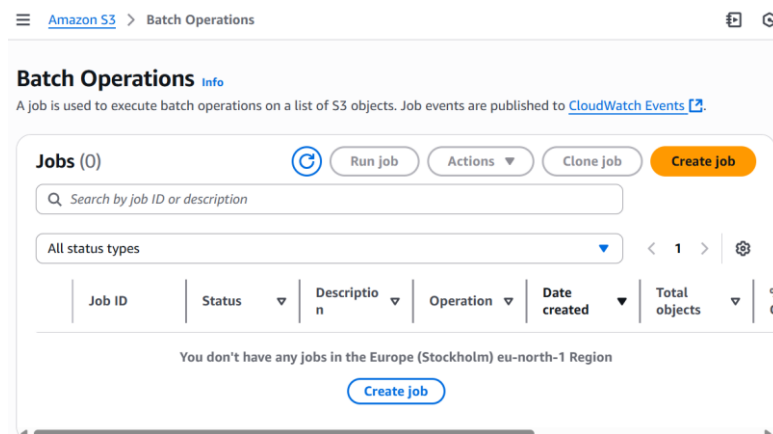 Amazon S3 > Batch Operations
Batch Operations Info
A job is used to execute batch operations on a list of S3 objects. Job events are published to CloudWatch Events.
Jobs (0)
Run job
Actions
Clone job
Create job
Search by job ID or description
All status types
1
Job ID
Status
Descriptio
n
Operation
Date
created
Total
objects
You don't have any jobs in the Europe (Stockholm) eu-north-1 Region
Create job